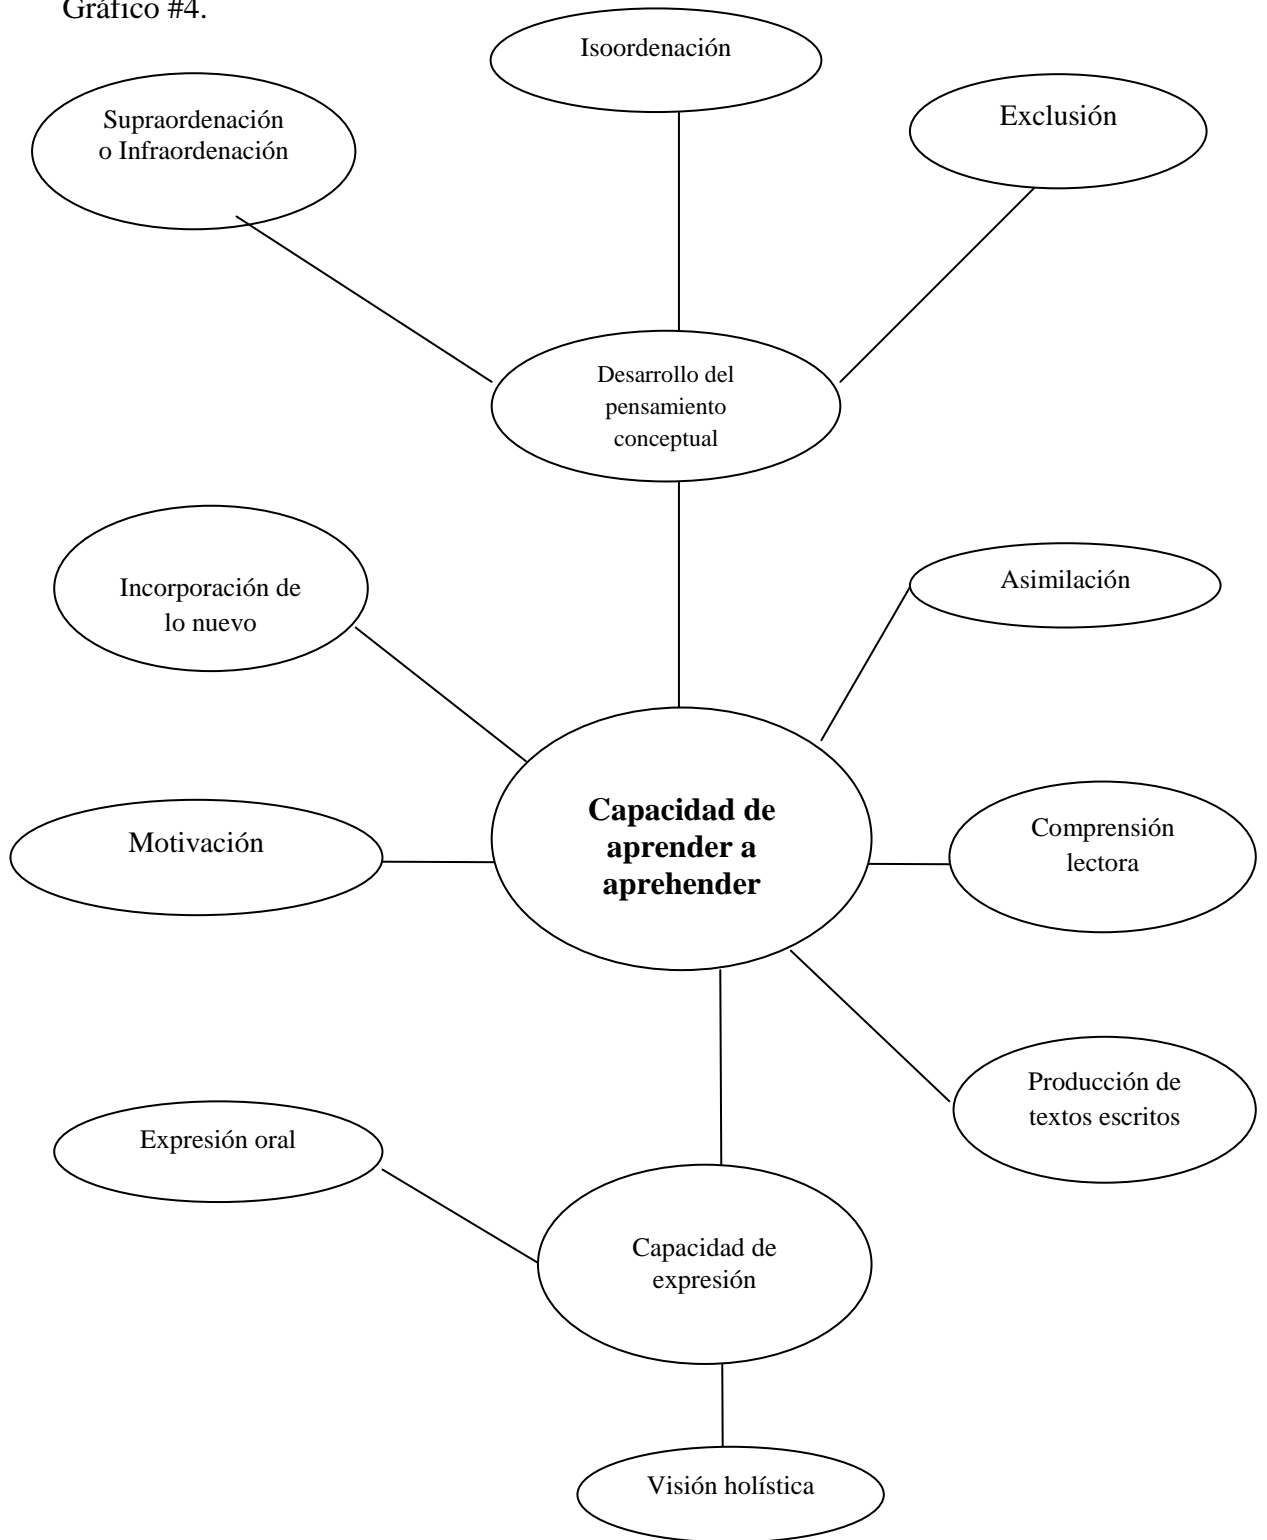 Gráfico #4.
Isoordenación
Supraordenación
o Infraordenación
Exclusión
Desarrollo del
pensamiento
conceptual
Incorporación de
lo nuevo
Asimilación
Motivación
Capacidad de
aprender a
aprehender
Comprensión
lectora
Producción de
textos escritos
Expresión oral
Capacidad de
expresión
Visión holística